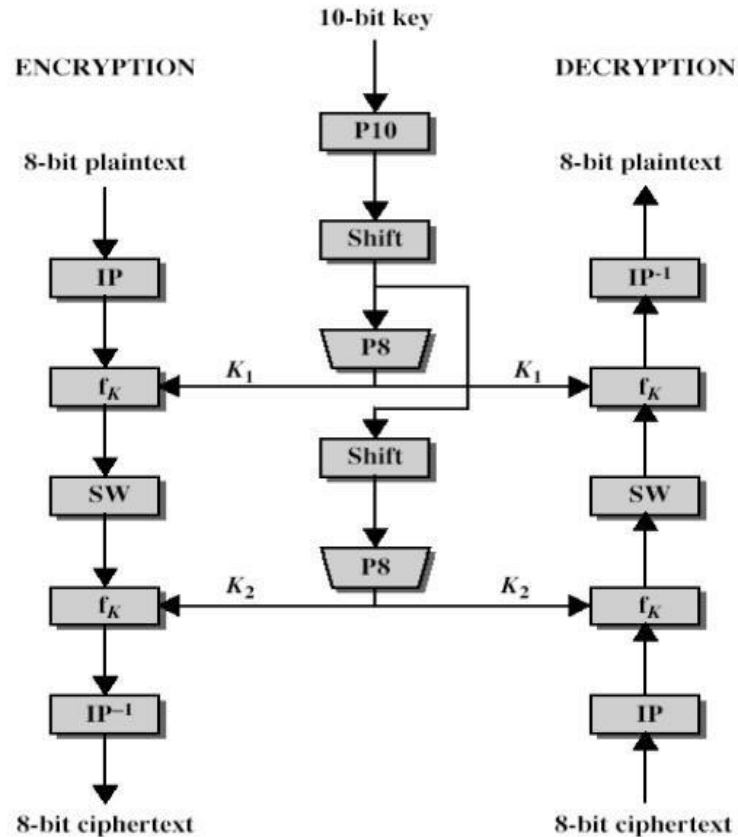 10-bit key
ENCRYPTION
DECRYPTION
P10
8-bit plaintext
8-bit plaintext
Shift
IP
IP-1
P8
fK
K1
K1
fK
Shift
SW
SW
P8
fK
K2
K2
fK
IP–1
IP
8-bit ciphertext
8-bit ciphertext